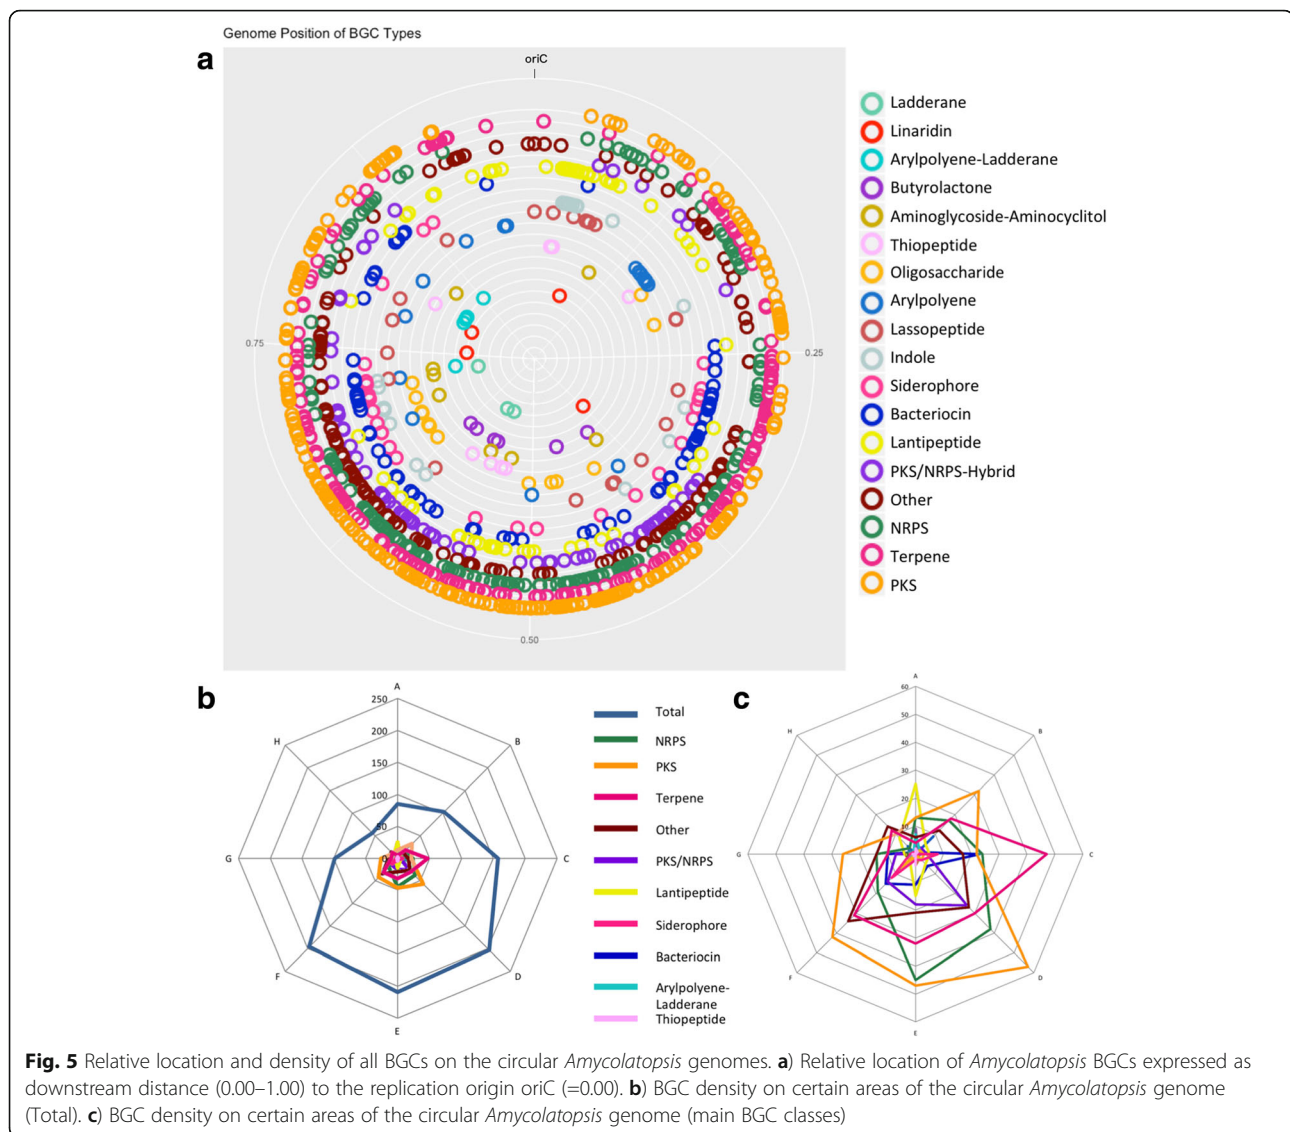 Genome Position of BGC Types
a
oriC
0.75
0.25
0.50
Ladderane
Linaridin
Arylpolyene-Ladderane
Butyrolactone
Aminoglycoside-Aminocyclitol
Thiopeptide
Oligosaccharide
Arylpolyene
Lassopeptide
Indole
Siderophore
Bacteriocin
Lantipeptide
PKS/NRPS-Hybrid
Other
NRPS
Terpene
PKS
b
A
250
200
150
100
50
0
B
C
D
E
F
G
H
Total
NRPS
PKS
Terpene
Other
PKS/NRPS
Lantipeptide
Siderophore
Bacteriocin
Arylpolyene-
Ladderane
Thiopeptide
c
A
60
50
40
30
20
10
B
C
D
E
F
G
H
Fig. 5 Relative location and density of all BGCs on the circular Amycolatopsis genomes. a) Relative location of Amycolatopsis BGCs expressed as
downstream distance (0.00–1.00) to the replication origin oriC (=0.00). b) BGC density on certain areas of the circular Amycolatopsis genome
(Total). c) BGC density on certain areas of the circular Amycolatopsis genome (main BGC classes)